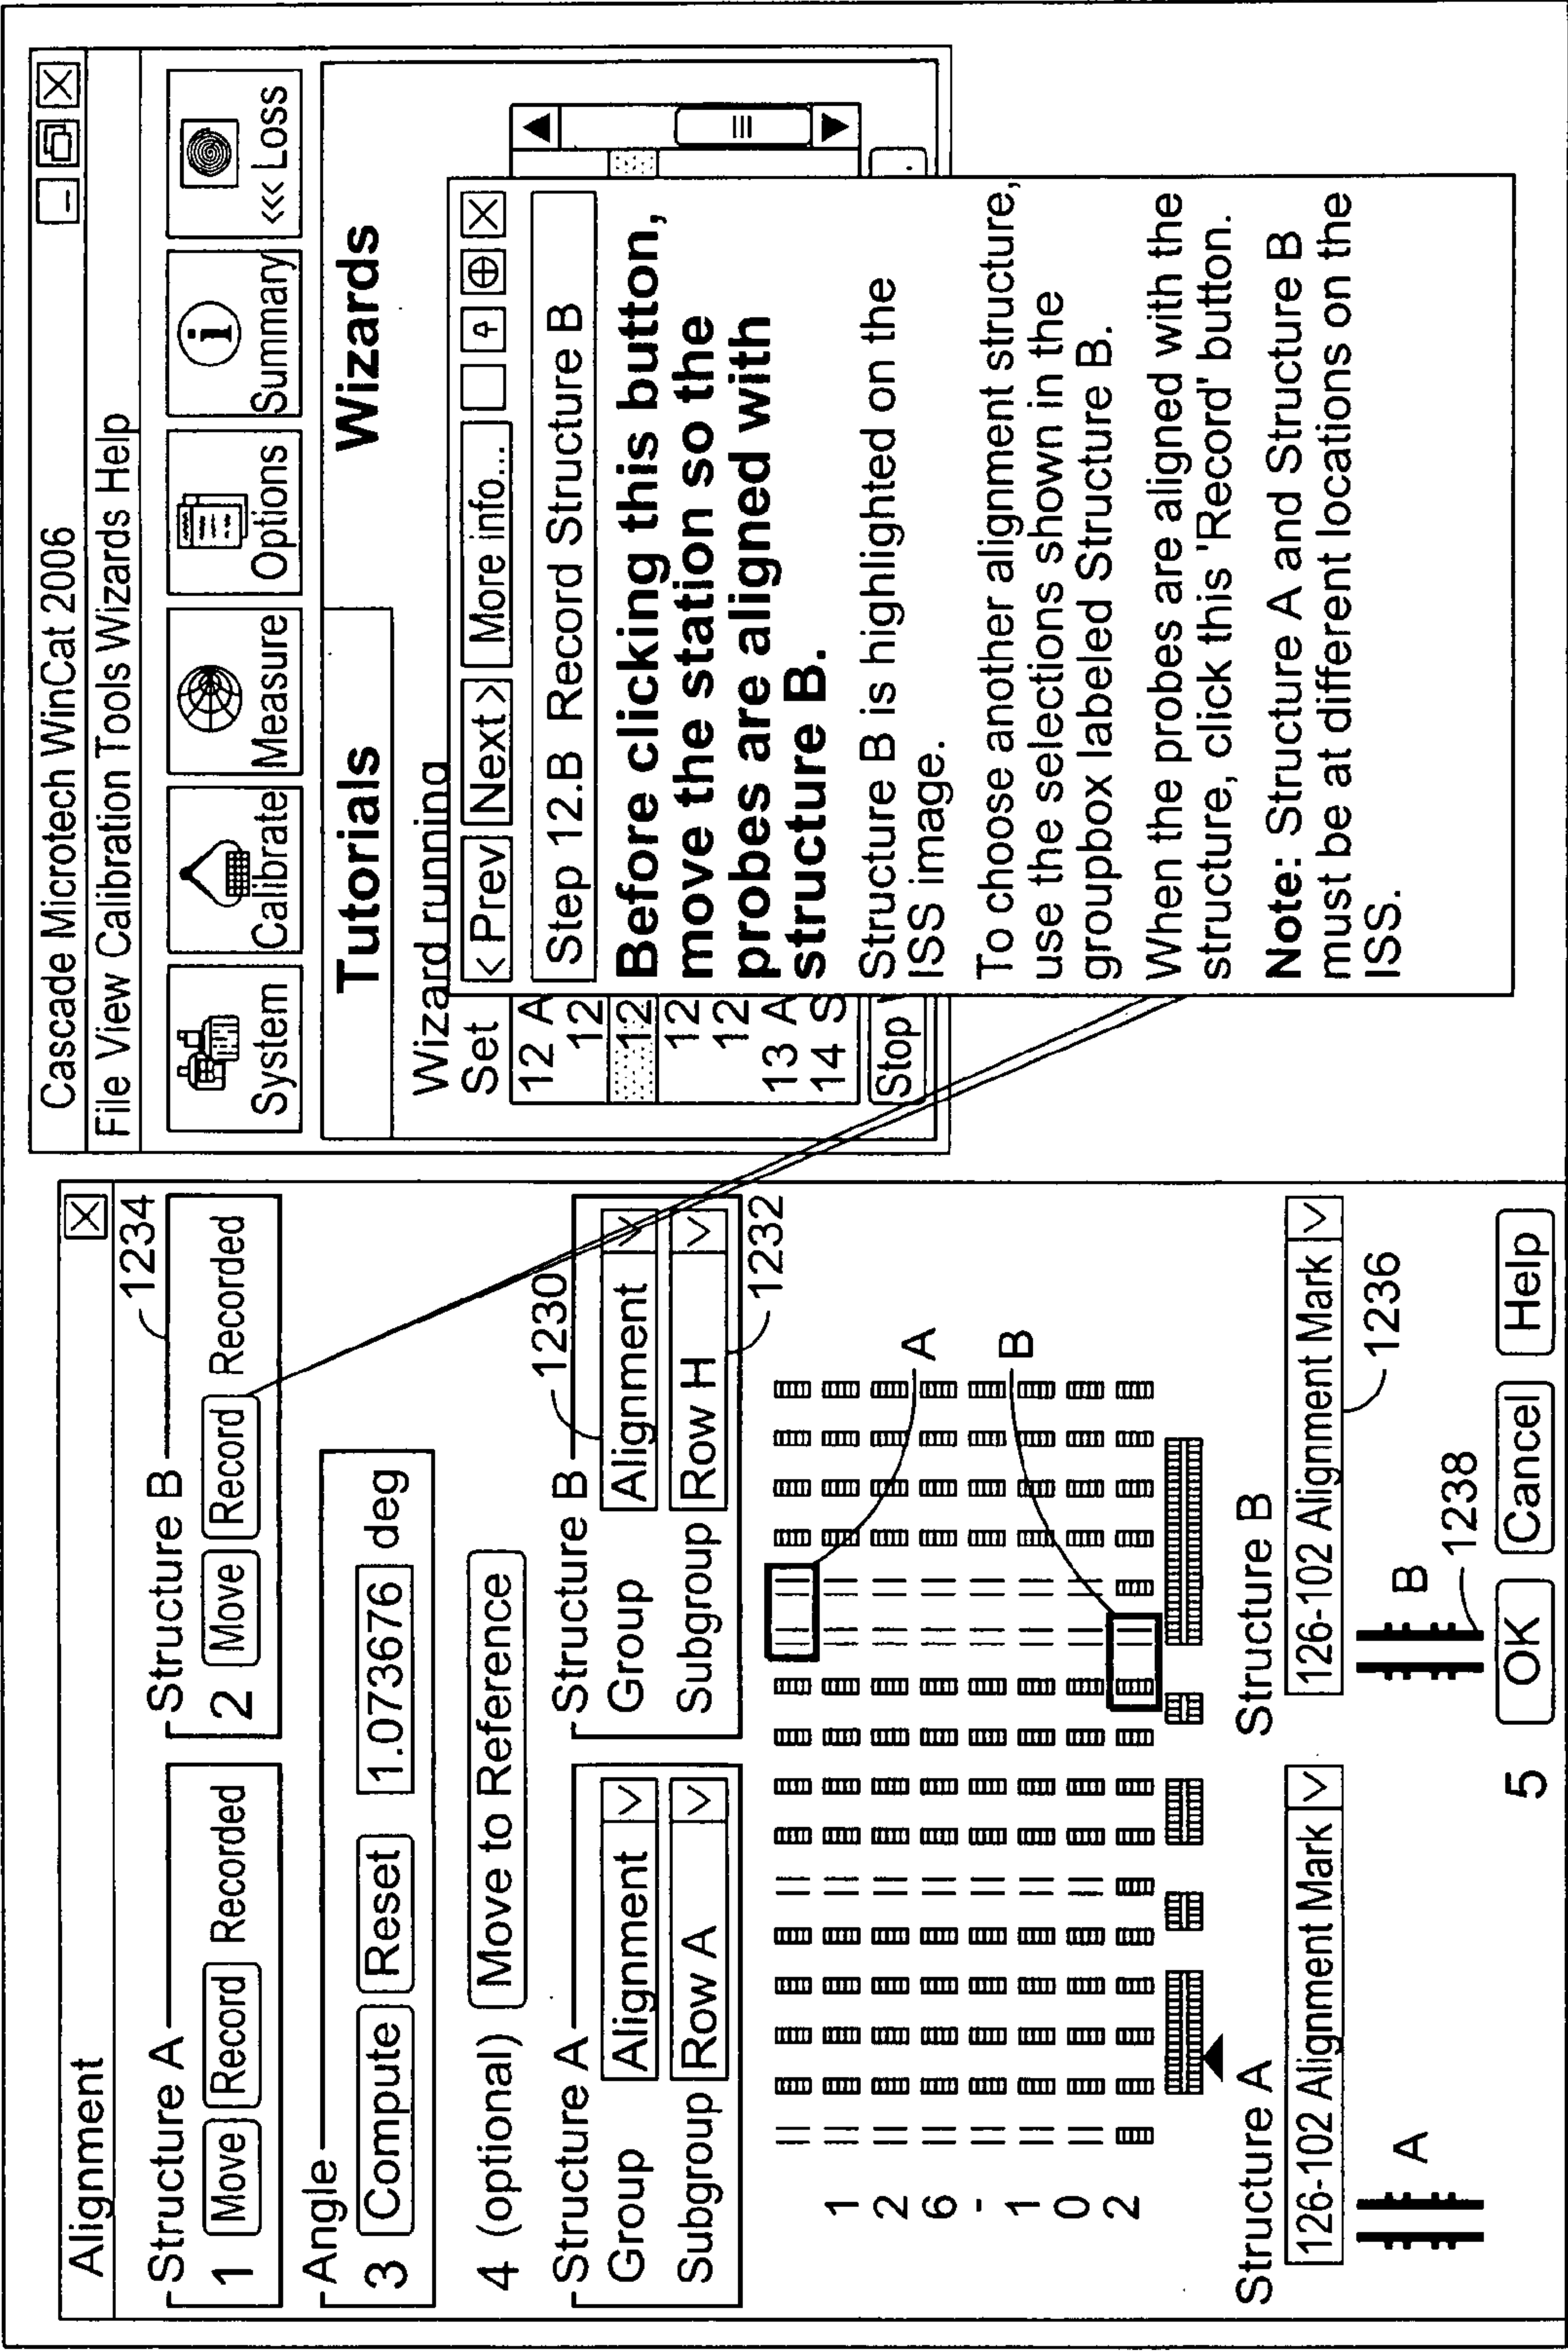 Alignment
Structure A
1 Move Record Recorded
Structure B
2 Move Record Recorded
1234
Angle
3 Compute Reset 1.073676 deg
4 (optional) Move to Reference
Structure A
Group Alignment
Subgroup Row A
Structure B
Group Alignment
Subgroup Row H
1230
1232
1
2
6
-
1
0
2
A
B
Structure A
126-102 Alignment Mark
A
Structure B
126-102 Alignment Mark
B
1236
1238
5 OK Cancel Help
Cascade Microtech WinCat 2006
File View Calibration Tools Wizards Help
System Calibrate Measure Options Summary <<< Loss
Tutorials Wizards
Wizard running
Set
12 A
12
12
12
12
13 A
14 S
Stop
< Prev Next > More info...
Step 12.B Record Structure B
Before clicking this button,
move the station so the
probes are aligned with
structure B.
Structure B is highlighted on the
ISS image.
To choose another alignment structure,
use the selections shown in the
groupbox labeled Structure B.
When the probes are aligned with the
structure, click this 'Record' button.
Note: Structure A and Structure B
must be at different locations on the
ISS.